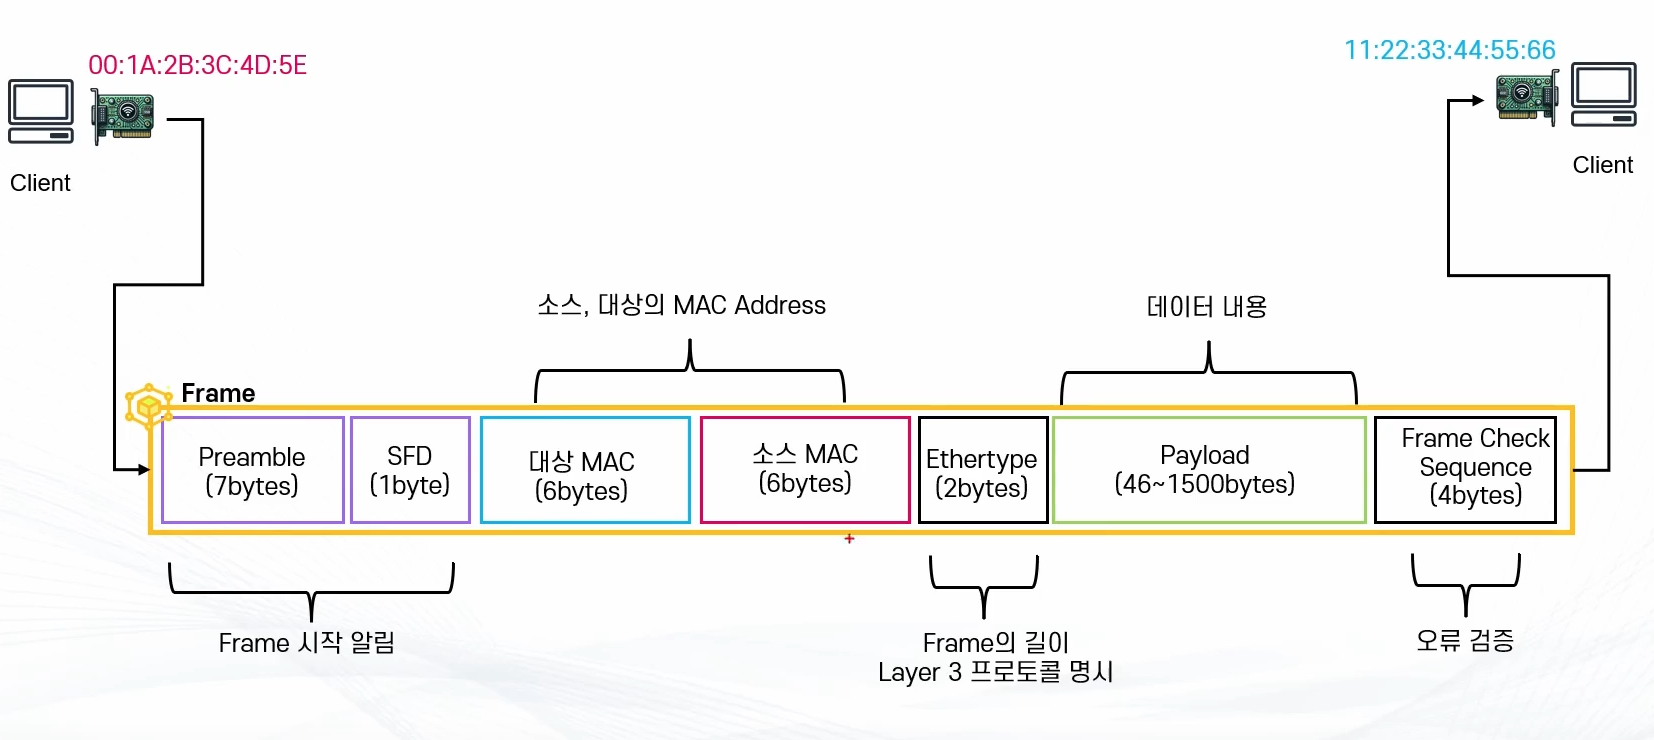 00:1A:2B:3C:4D:5E
11:22:33:44:55:66
Client
Client
소스, 대상의 MAC Address
데이터 내용
Frame
Preamble
(7bytes)
SFD
(1byte)
대상 MAC
(6bytes)
소스 MAC
(6bytes)
Ethertype
(2bytes)
Payload
(46~1500bytes)
Frame Check
Sequence
(4bytes)
Frame 시작 알림
Frame의 길이
Layer 3 프로토콜 명시
오류 검증